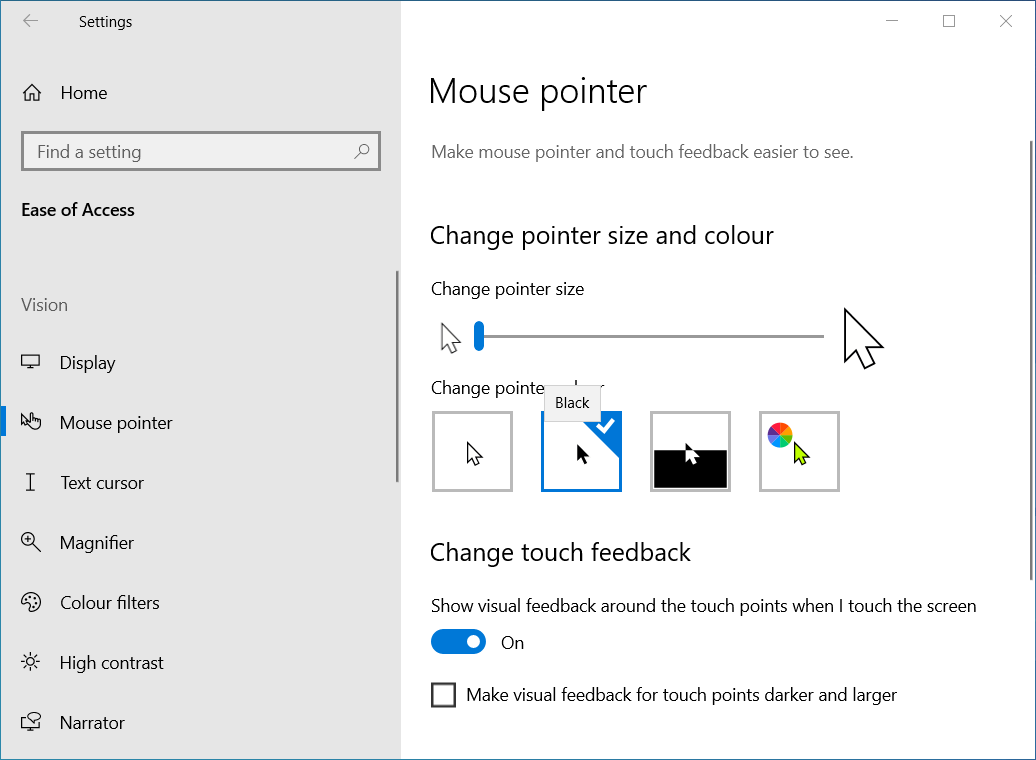 Settings
Home
Find a setting
Ease of Access
Vision
Display
Mouse pointer
Text cursor
Magnifier
Colour filters
High contrast
Narrator
Mouse pointer
Make mouse pointer and touch feedback easier to see.
Change pointer size and colour
Change pointer size
Change pointe
Black
Change touch feedback
Show visual feedback around the touch points when I touch the screen
On
Make visual feedback for touch points darker and larger